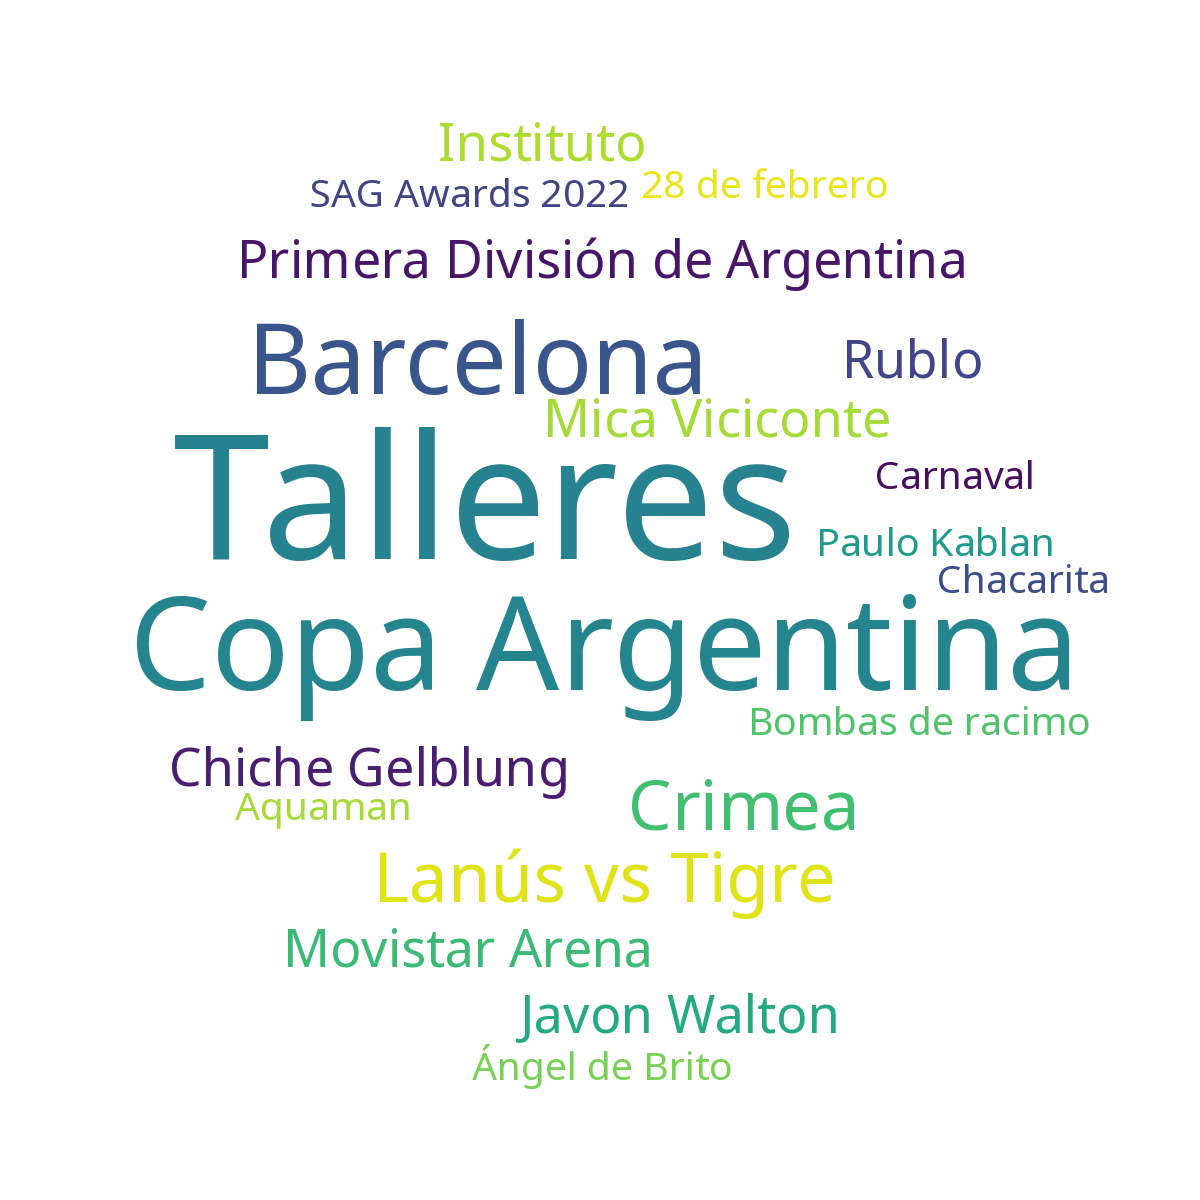 Instituto
SAG Awards 2022
28 de febrero
Primera División de Argentina
Barcelona
Rublo
Mica Viciconte
Talleres
Carnaval
Paulo Kablan
Chacarita
Copa Argentina
Bombas de racimo
Chiche Gelblung
Aquaman
Crimea
Lanús vs Tigre
Movistar Arena
Javon Walton
Ángel de Brito